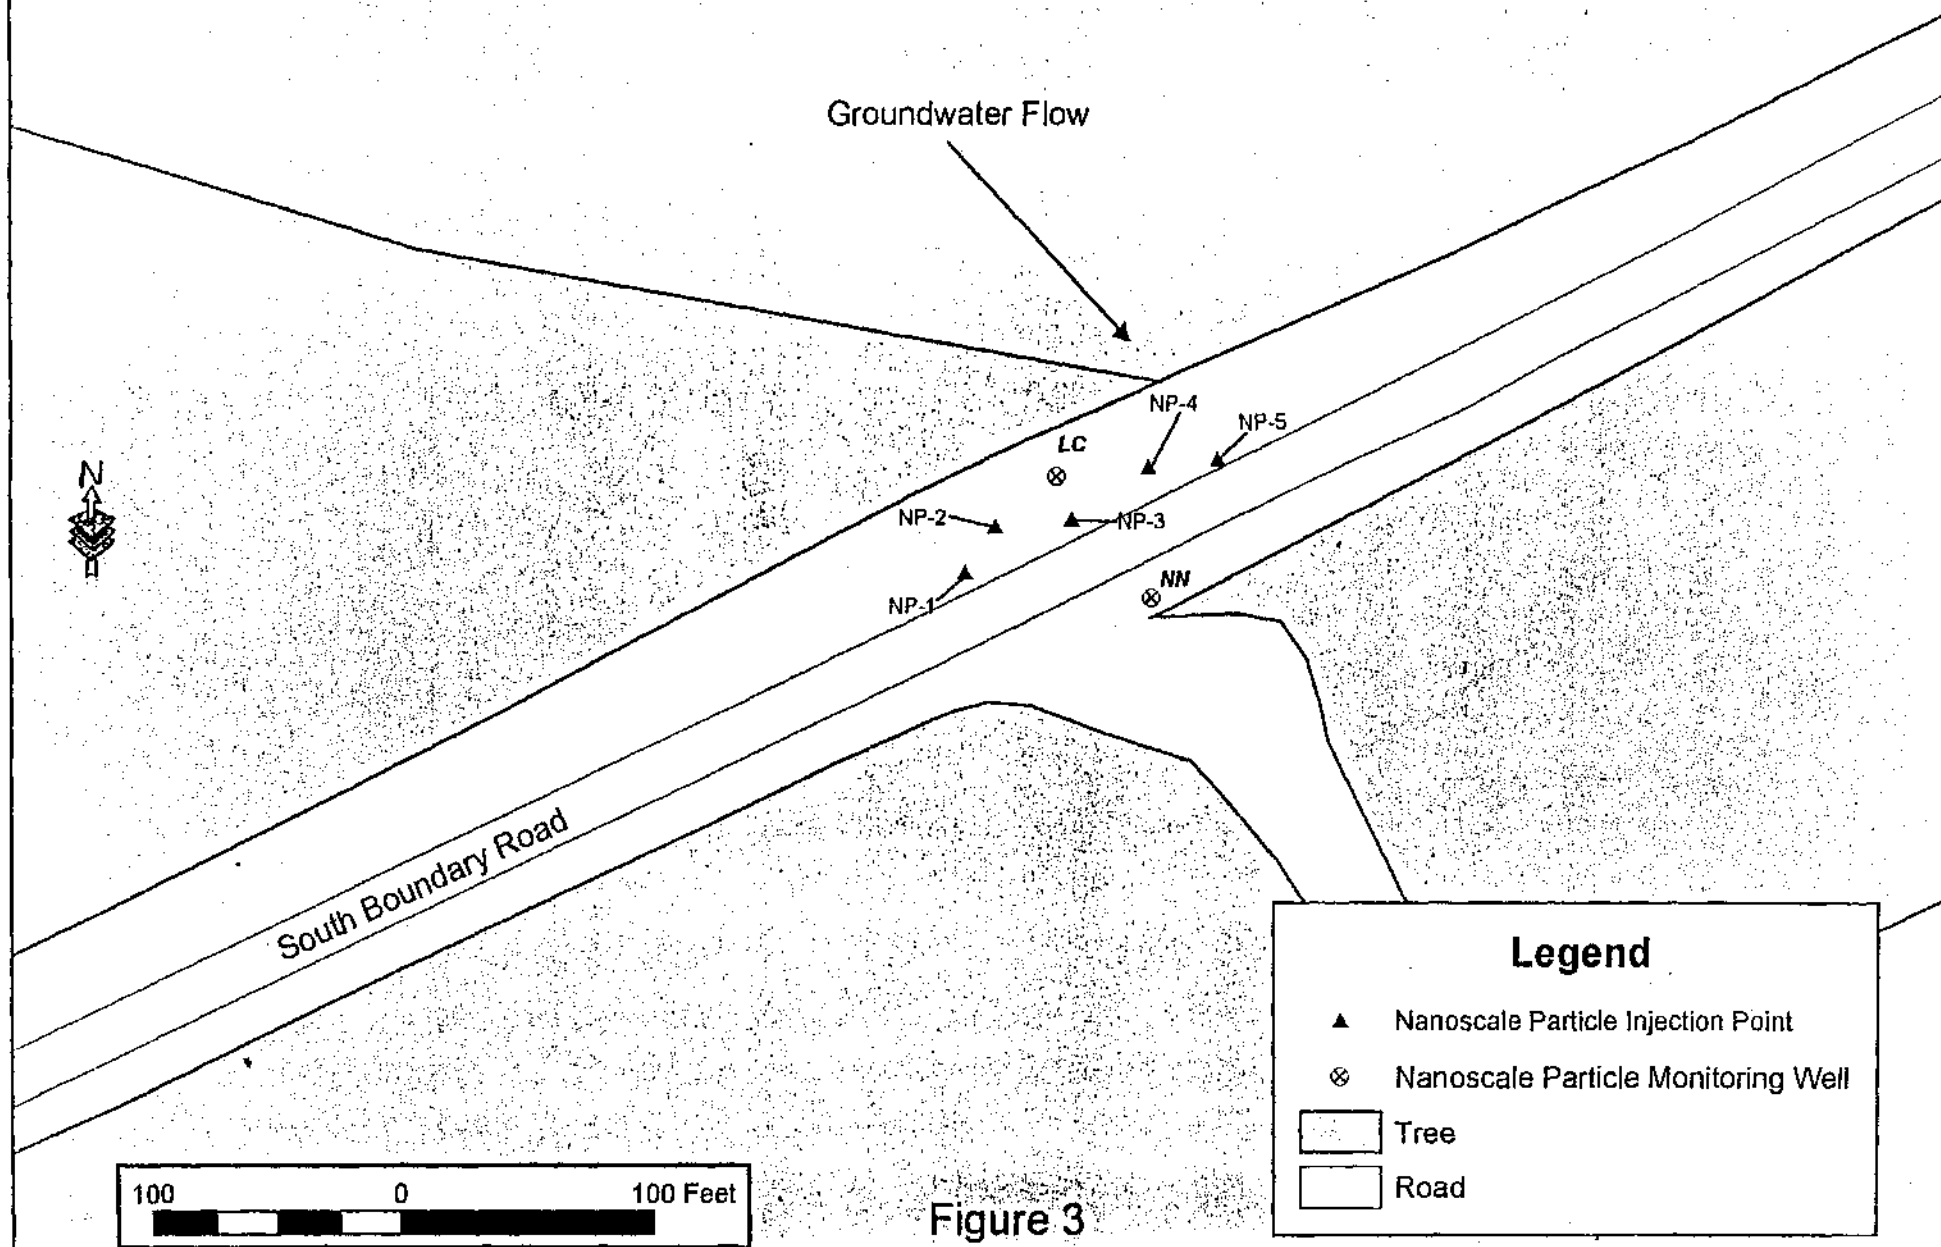 Groundwater Flow
NP-4
NP-5
LC
N
NP-2
NP-3
NN
NP-1
South Boundary Road
Legend
Nanoscale Particle Injection Point
Nanoscale Particle Monitoring Well
Tree
Road
100 0 100 Feet
Figure 3